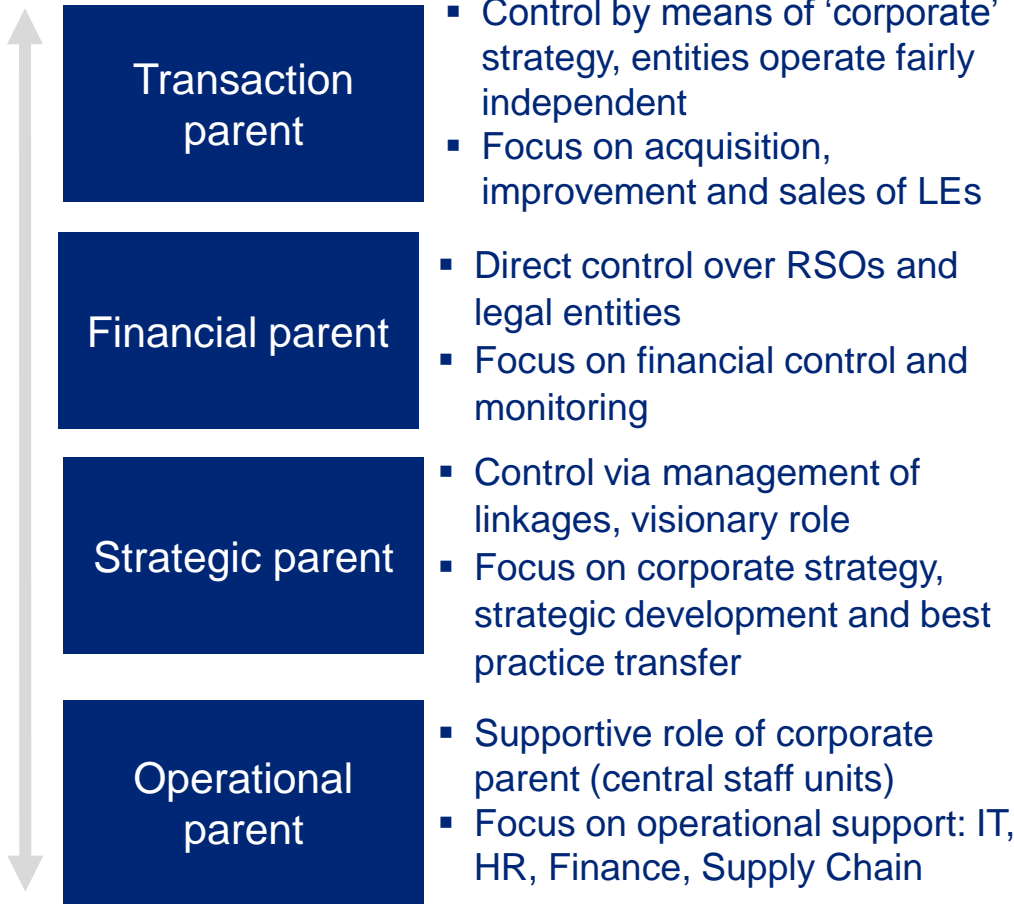 Transaction
parent
▪ Control by means of ‘corporate’
strategy, entities operate fairly
independent
▪ Focus on acquisition,
improvement and sales of LEs
Financial parent
▪ Direct control over RSOs and
legal entities
▪ Focus on financial control and
monitoring
Strategic parent
▪ Control via management of
linkages, visionary role
▪ Focus on corporate strategy,
strategic development and best
practice transfer
Operational
parent
▪ Supportive role of corporate
parent (central staff units)
▪ Focus on operational support: IT,
HR, Finance, Supply Chain